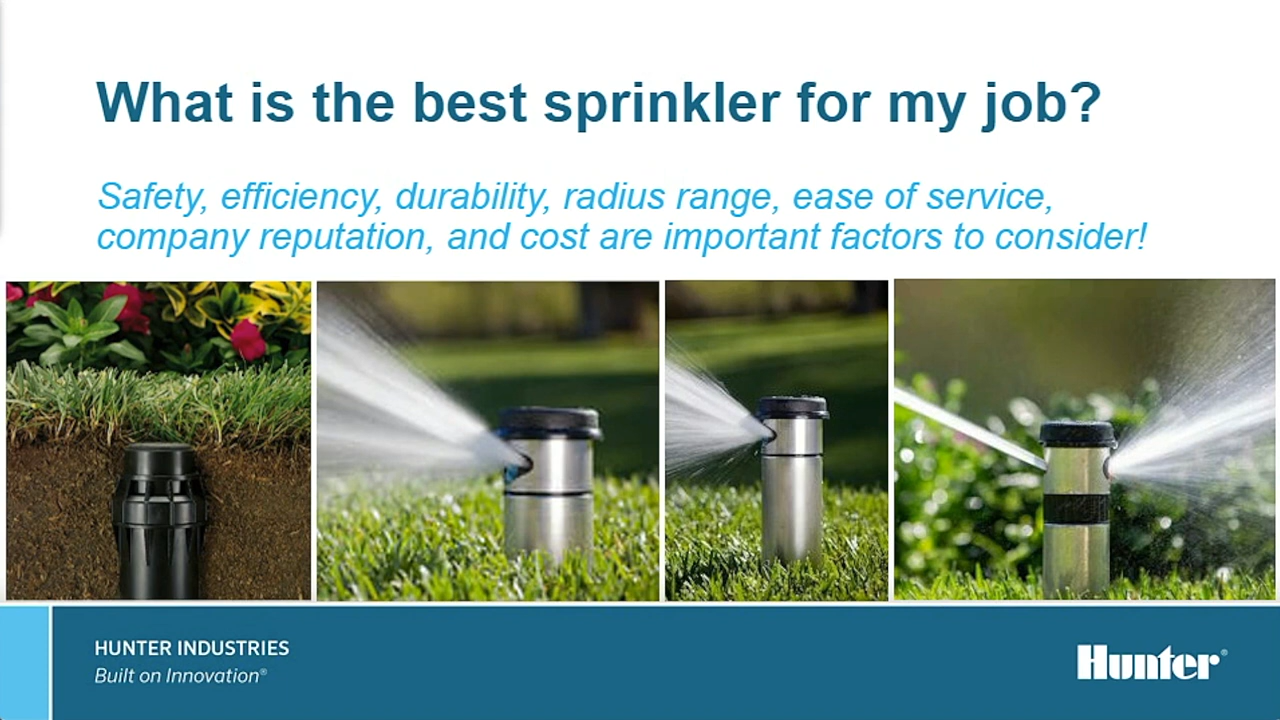 What is the best sprinkler for my job?
Safety, efficiency, durability, radius range, ease of service,
company reputation, and cost are important factors to consider!
HUNTER INDUSTRIES
Built on Innovation®
Hunter®